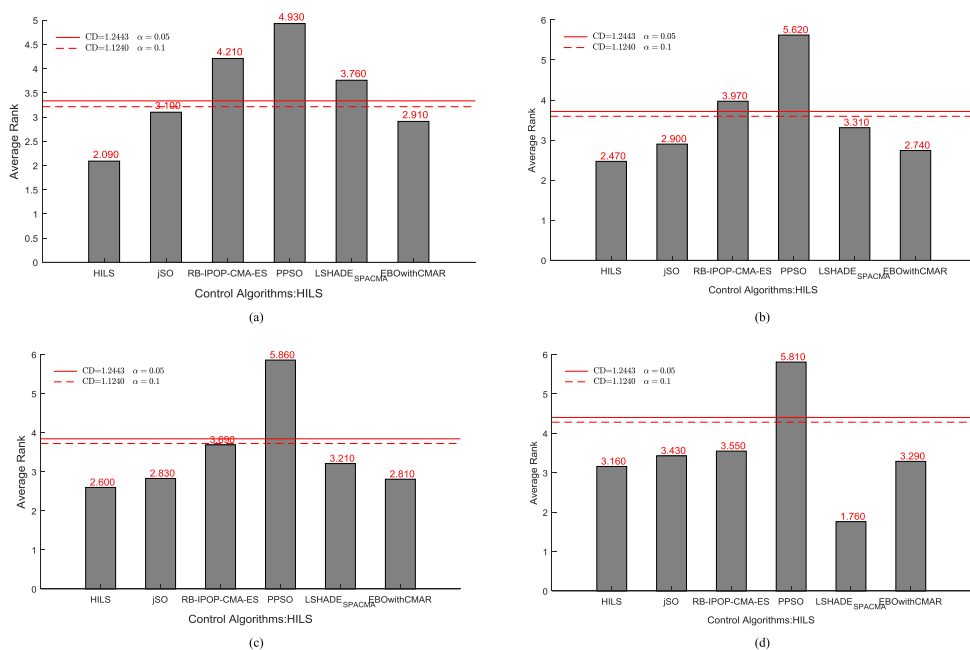 5
4.5
4
3.5
3
2.5
2
1.5
1
0.5
0
Average Rank
CD=1.2443 α = 0.05
CD=1.1240 α = 0.1
2.090
3.100
4.210
4.930
3.760
2.910
HILS jSO RB-IPOP-CMA-ES PPSO LSHADE_SPACMA EBOwithCMAR
Control Algorithms:HILS
(a)
6
5
4
3
2
1
0
Average Rank
CD=1.2443 α = 0.05
CD=1.1240 α = 0.1
2.470
2.900
3.970
5.620
3.310
2.740
HILS jSO RB-IPOP-CMA-ES PPSO LSHADE_SPACMA EBOwithCMAR
Control Algorithms:HILS
(b)
6
5
4
3
2
1
0
Average Rank
CD=1.2443 α = 0.05
CD=1.1240 α = 0.1
2.600
2.830
3.690
5.860
3.210
2.810
HILS jSO RB-IPOP-CMA-ES PPSO LSHADE_SPACMA EBOwithCMAR
Control Algorithms:HILS
(c)
6
5
4
3
2
1
0
Average Rank
CD=1.2443 α = 0.05
CD=1.1240 α = 0.1
3.160
3.430
3.550
5.810
1.760
3.290
HILS jSO RB-IPOP-CMA-ES PPSO LSHADE_SPACMA EBOwithCMAR
Control Algorithms:HILS
(d)